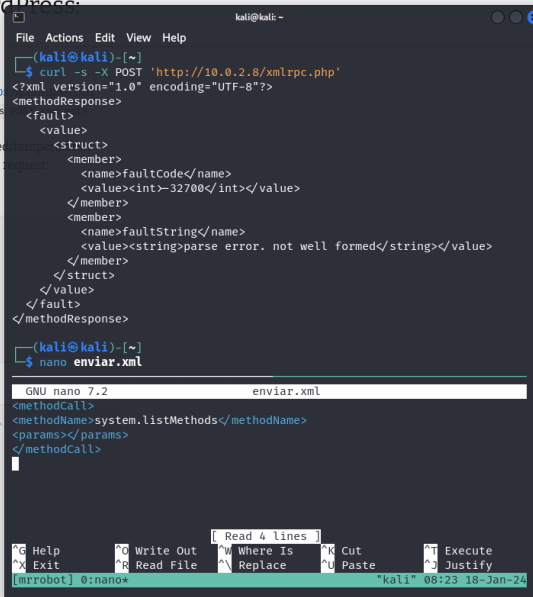 dPress:
kali@kali: ~
File Actions Edit View Help
(kali㉿kali)-[~]
$ curl -s -X POST 'http://10.0.2.8/xmlrpc.php'
<?xml version="1.0" encoding="UTF-8"?>
<methodResponse>
<fault>
<value>
<struct>
<member>
<name>faultCode</name>
<value><int>-32700</int></value>
</member>
<member>
<name>faultString</name>
<value><string>parse error. not well formed</string></value>
</member>
</struct>
</value>
</fault>
</methodResponse>
(kali㉿kali)-[~]
$ nano enviar.xml
GNU nano 7.2 enviar.xml
<methodCall>
<methodName>system.listMethods</methodName>
<params></params>
</methodCall>
[ Read 4 lines ]
^G Help ^O Write Out ^W Where Is ^K Cut ^T Execute
^X Exit ^R Read File ^\ Replace ^U Paste ^J Justify
[mrrobot] 0:nano* "kali" 08:23 18-Jan-24